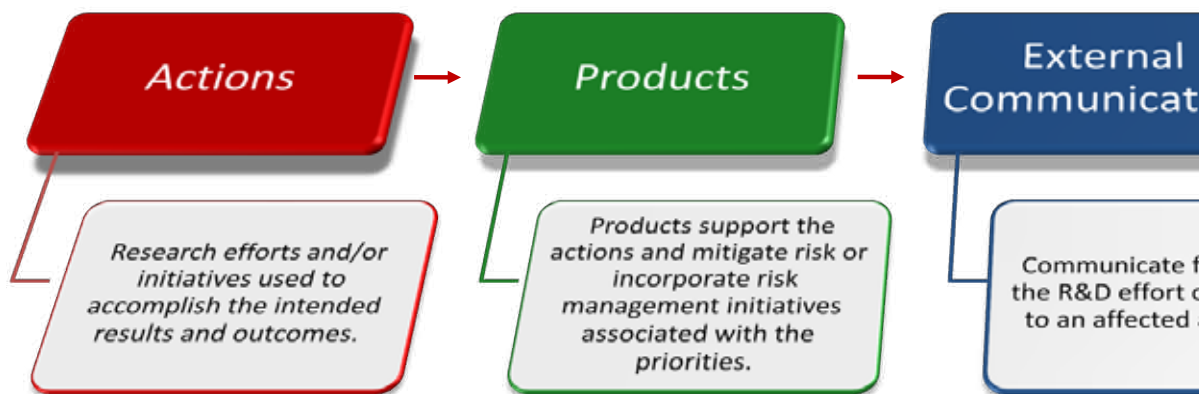 Actions
Products
External
Research efforts and/or
initiatives used to
accomplish the intended
results and outcomes.
Products support the
actions and mitigate risk or
incorporate risk
management initiatives
associated with the
priorities.
Communicate
the R&D effort
to an affected